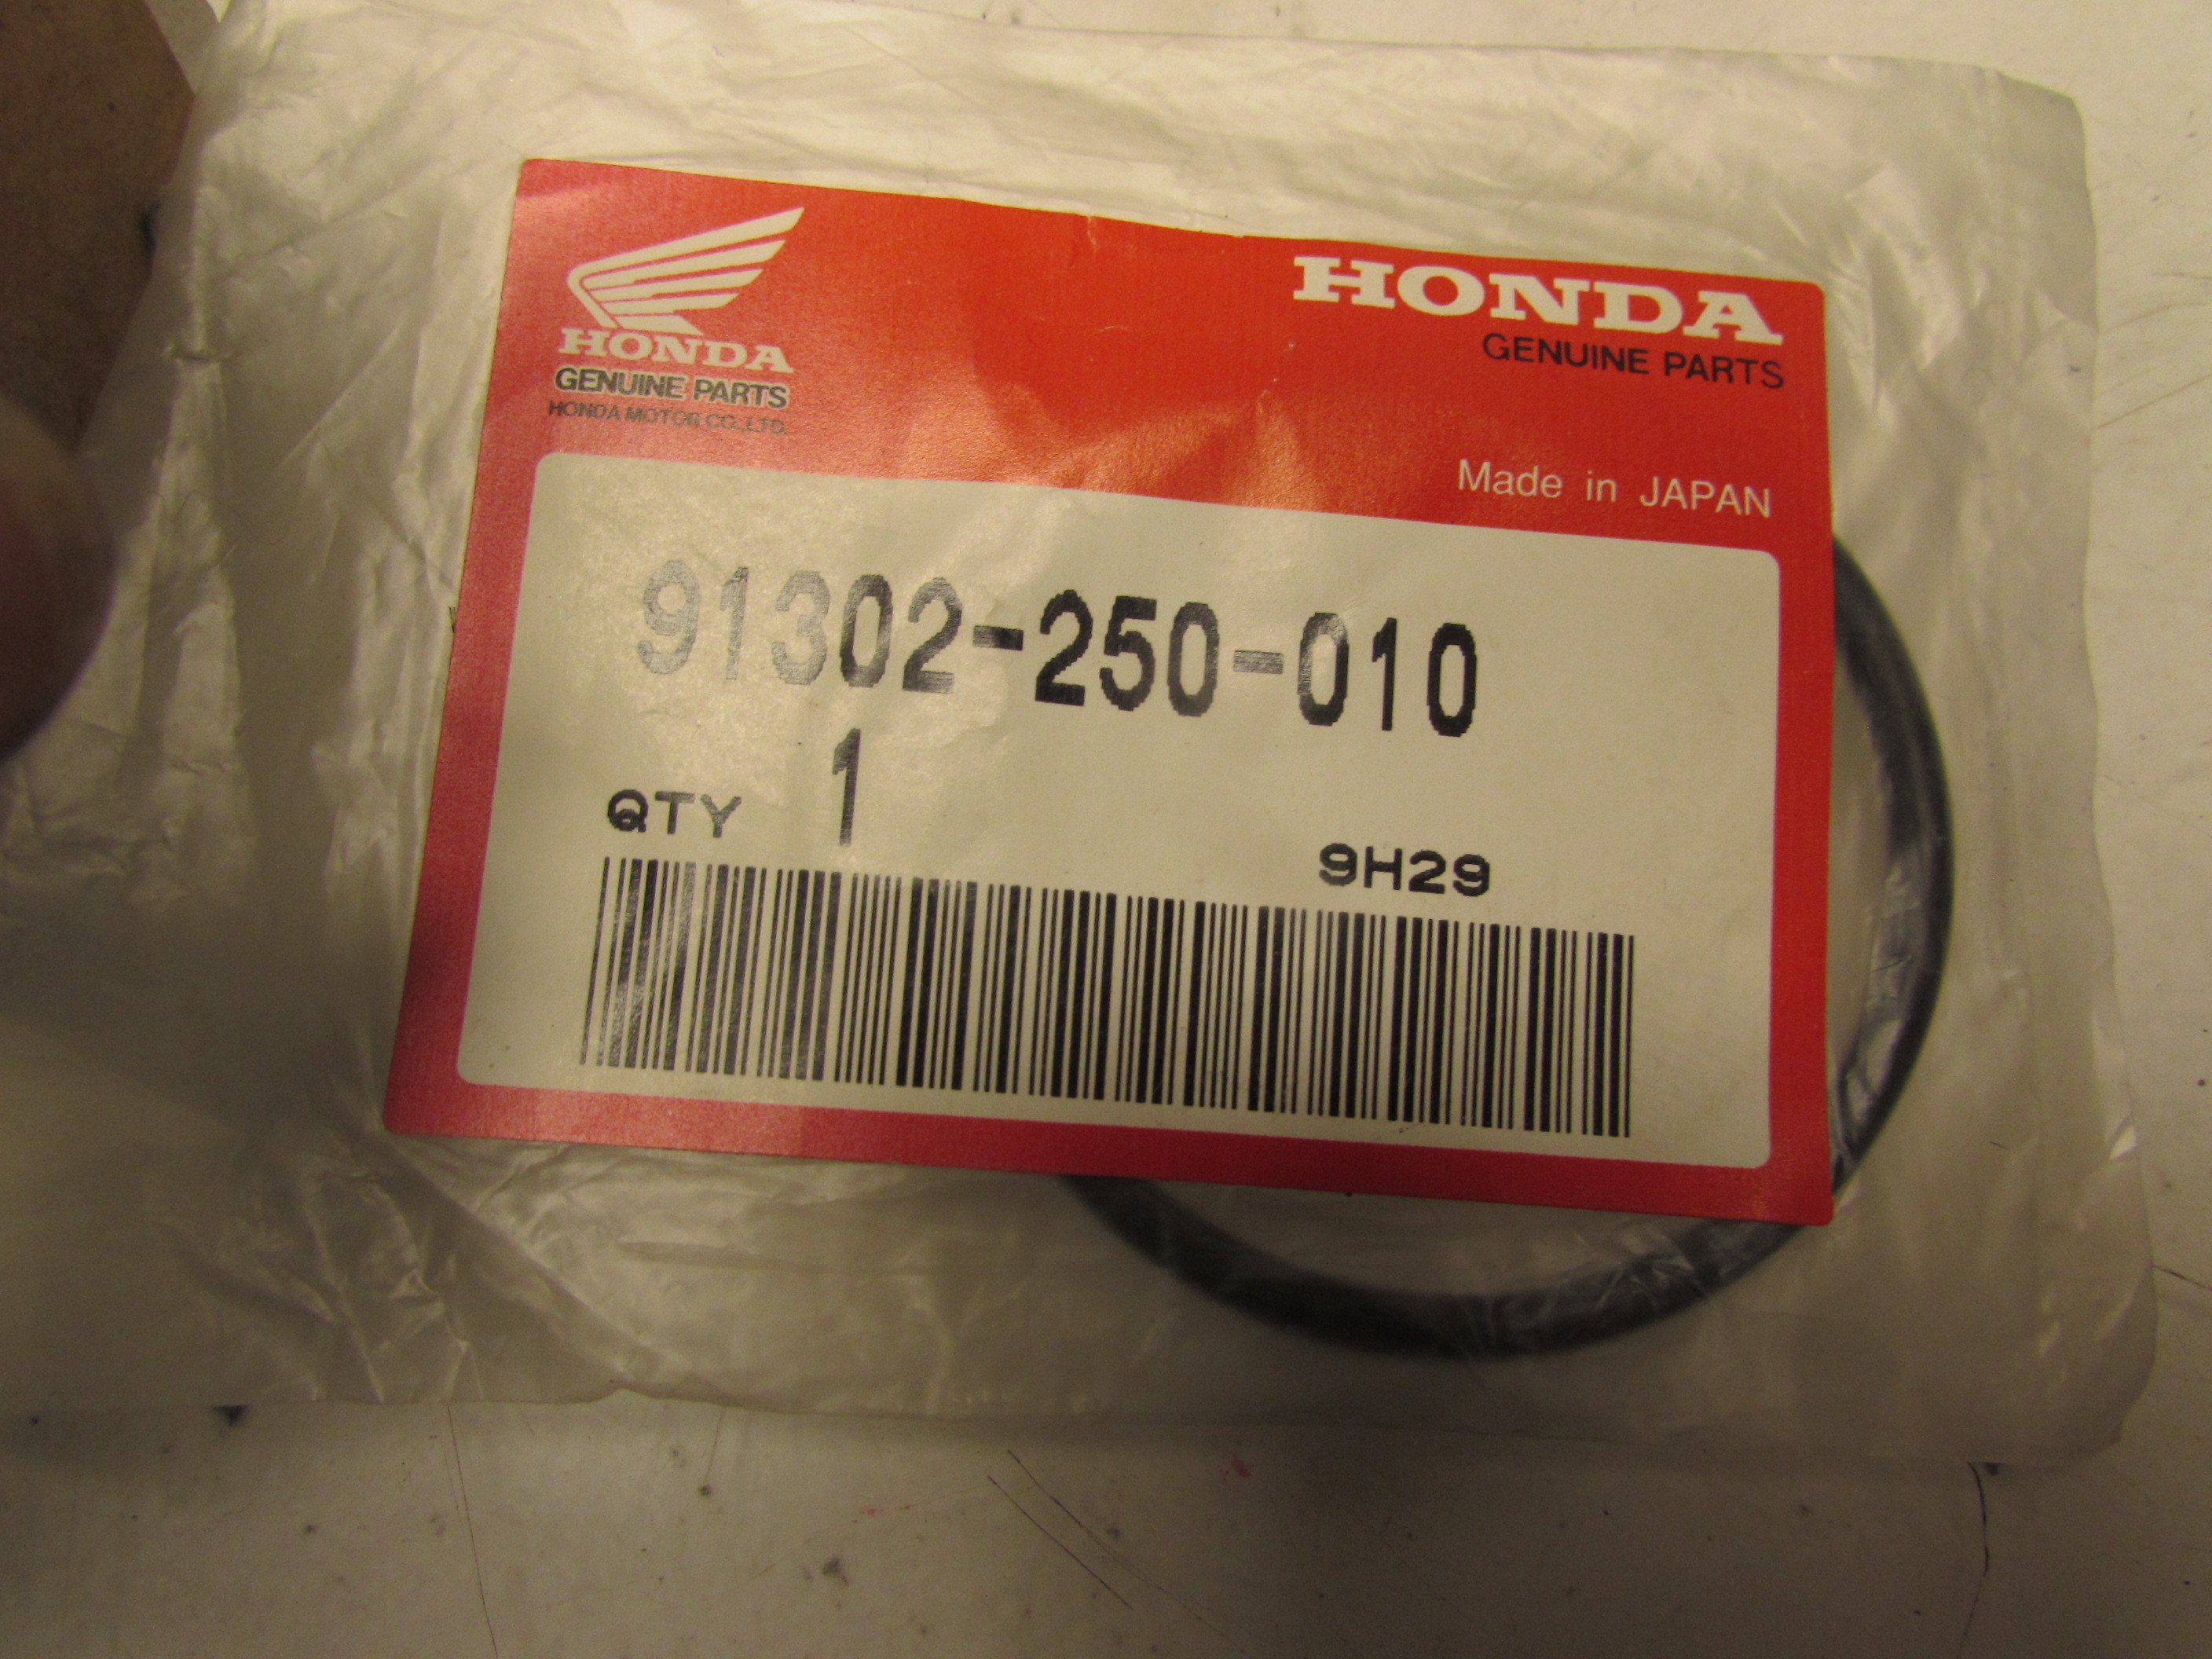 HONDA
GENUINE PARTS
HONDA MOTOR CO.,LTD.
HONDA
GENUINE PARTS
Made in JAPAN
91302-250-010
QTY 1
9H29